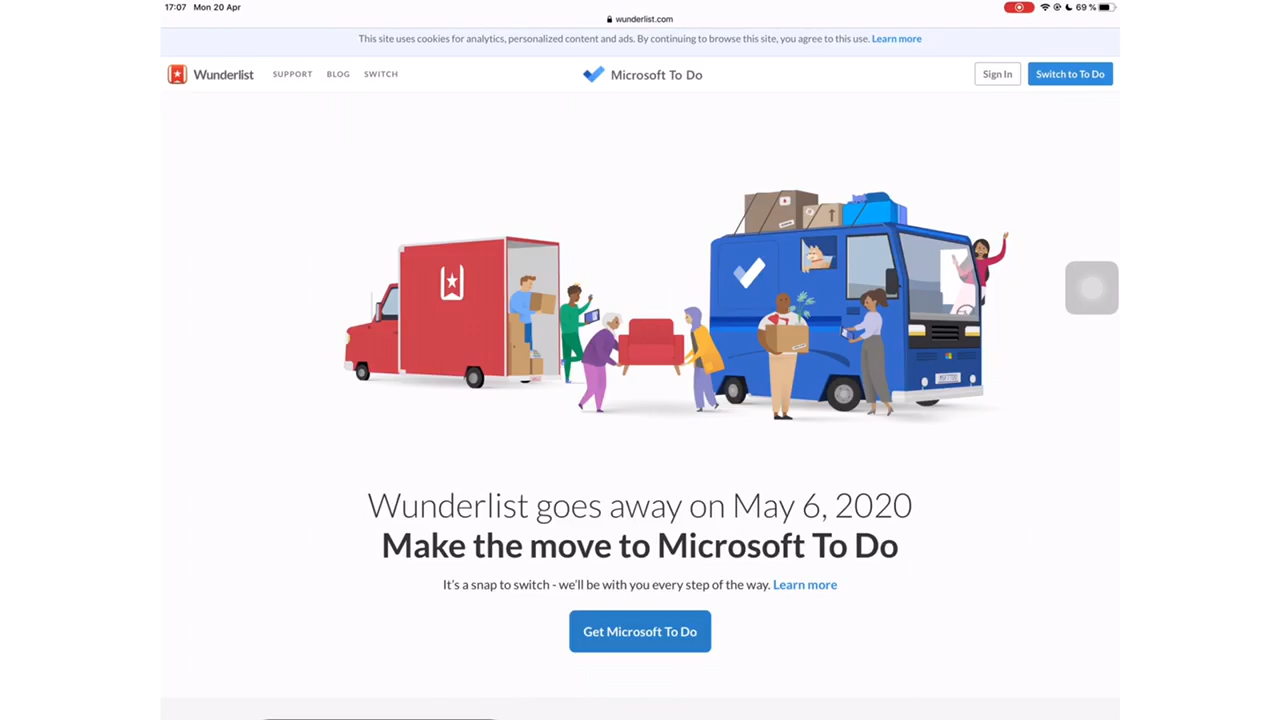 17:07 Mon 20 Apr
69 %
wunderlist.com
This site uses cookies for analytics, personalized content and ads. By continuing to browse this site, you agree to this use. Learn more
Wunderlist SUPPORT BLOG SWITCH Microsoft To Do Sign In Switch to To Do
Wunderlist goes away on May 6, 2020
Make the move to Microsoft To Do
It's a snap to switch - we'll be with you every step of the way. Learn more
Get Microsoft To Do